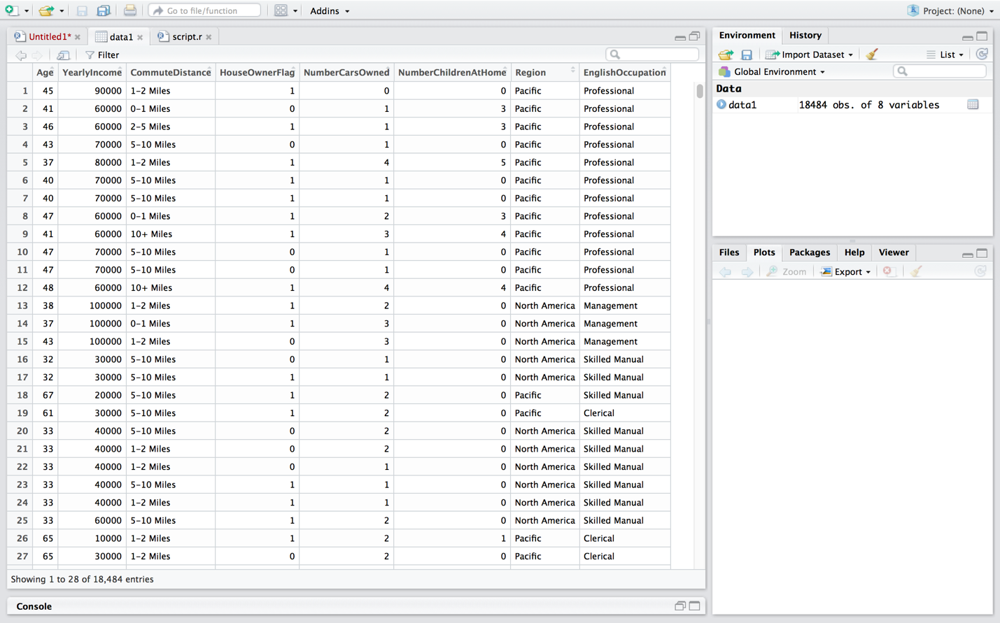 Go to file/function
Addins
Project: (None)
Untitled1*
data1
script.r
Filter
Age YearlyIncome CommuteDistance HouseOwnerFlag NumberCarsOwned NumberChildrenAtHome Region EnglishOccupation
1 45 90000 1-2 Miles 1 0 0 Pacific Professional
2 41 60000 0-1 Miles 0 1 3 Pacific Professional
3 46 60000 2-5 Miles 1 1 3 Pacific Professional
4 43 70000 5-10 Miles 0 1 0 Pacific Professional
5 37 80000 1-2 Miles 1 4 5 Pacific Professional
6 40 70000 5-10 Miles 1 1 0 Pacific Professional
7 40 70000 5-10 Miles 1 1 0 Pacific Professional
8 47 60000 0-1 Miles 1 2 3 Pacific Professional
9 41 60000 10+ Miles 1 3 4 Pacific Professional
10 47 70000 5-10 Miles 0 1 0 Pacific Professional
11 47 70000 5-10 Miles 0 1 0 Pacific Professional
12 48 60000 10+ Miles 1 4 4 Pacific Professional
13 38 100000 1-2 Miles 1 2 0 North America Management
14 37 100000 0-1 Miles 1 3 0 North America Management
15 43 100000 1-2 Miles 0 3 0 North America Management
16 32 30000 5-10 Miles 0 1 0 North America Skilled Manual
17 32 30000 5-10 Miles 1 1 0 North America Skilled Manual
18 67 20000 5-10 Miles 1 2 0 Pacific Skilled Manual
19 61 30000 5-10 Miles 1 2 0 Pacific Clerical
20 33 40000 5-10 Miles 0 2 0 North America Skilled Manual
21 33 40000 1-2 Miles 0 2 0 North America Skilled Manual
22 33 40000 1-2 Miles 0 1 0 North America Skilled Manual
23 33 40000 5-10 Miles 1 1 0 North America Skilled Manual
24 33 40000 1-2 Miles 1 1 0 North America Skilled Manual
25 33 60000 5-10 Miles 1 2 0 North America Skilled Manual
26 65 10000 1-2 Miles 1 2 1 Pacific Clerical
27 65 30000 1-2 Miles 0 2 0 Pacific Clerical
Showing 1 to 28 of 18,484 entries
Console
Environment History
Import Dataset List
Global Environment
Data
data1 18484 obs. of 8 variables
Files Plots Packages Help Viewer
Zoom Export